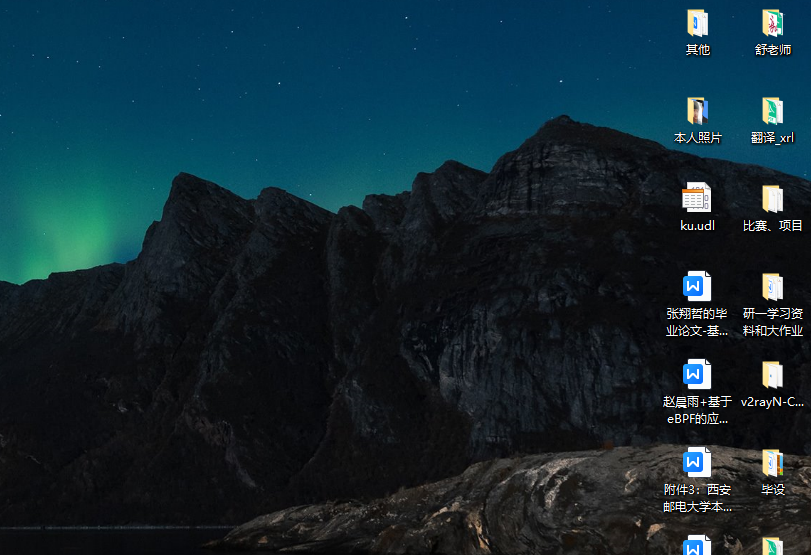 其他
舒老师
本人照片
翻译_xrl
ku.udl
比赛、项目
张翔哲的毕
业论文-基...
研一学习资
料和大作业
赵晨雨+基于
eBPF的应...
v2rayN-C...
附件3：西安
邮电大学本...
毕设